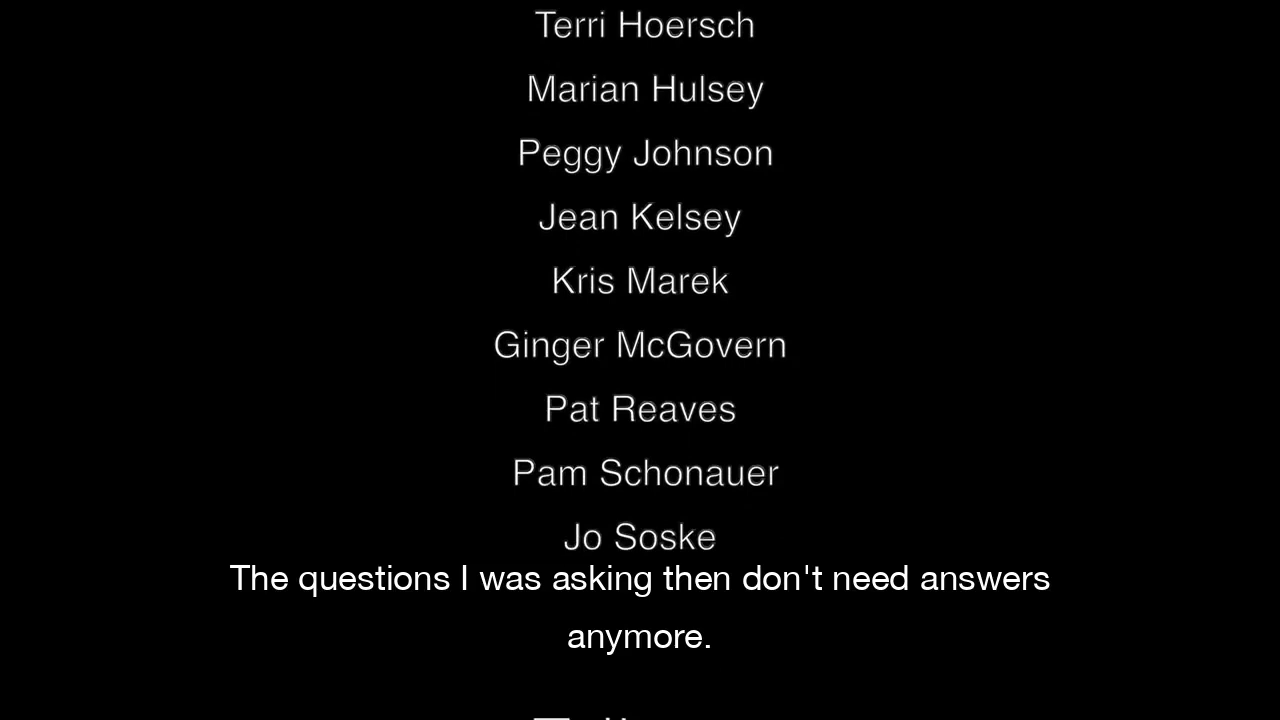 Terri Hoersch
Marian Hulsey
Peggy Johnson
Jean Kelsey
Kris Marek
Ginger McGovern
Pat Reaves
Pam Schonauer
Jo Soske
The questions I was asking then don't need answers
anymore.